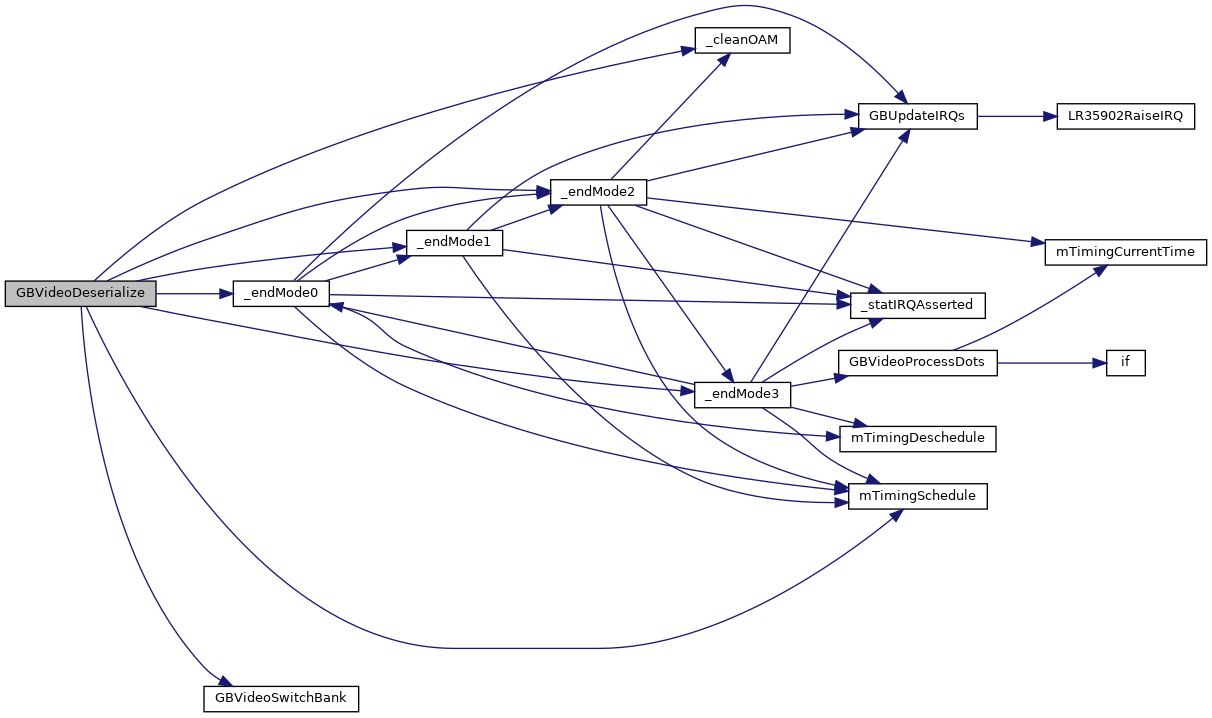 _cleanOAM
GBUpdateIRQs
LR35902RaiseIRQ
_endMode2
_endMode1
mTimingCurrentTime
GBVideoDeserialize
_endMode0
_statIRQAsserted
GBVideoProcessDots
if
_endMode3
mTimingDeschedule
mTimingSchedule
GBVideoSwitchBank